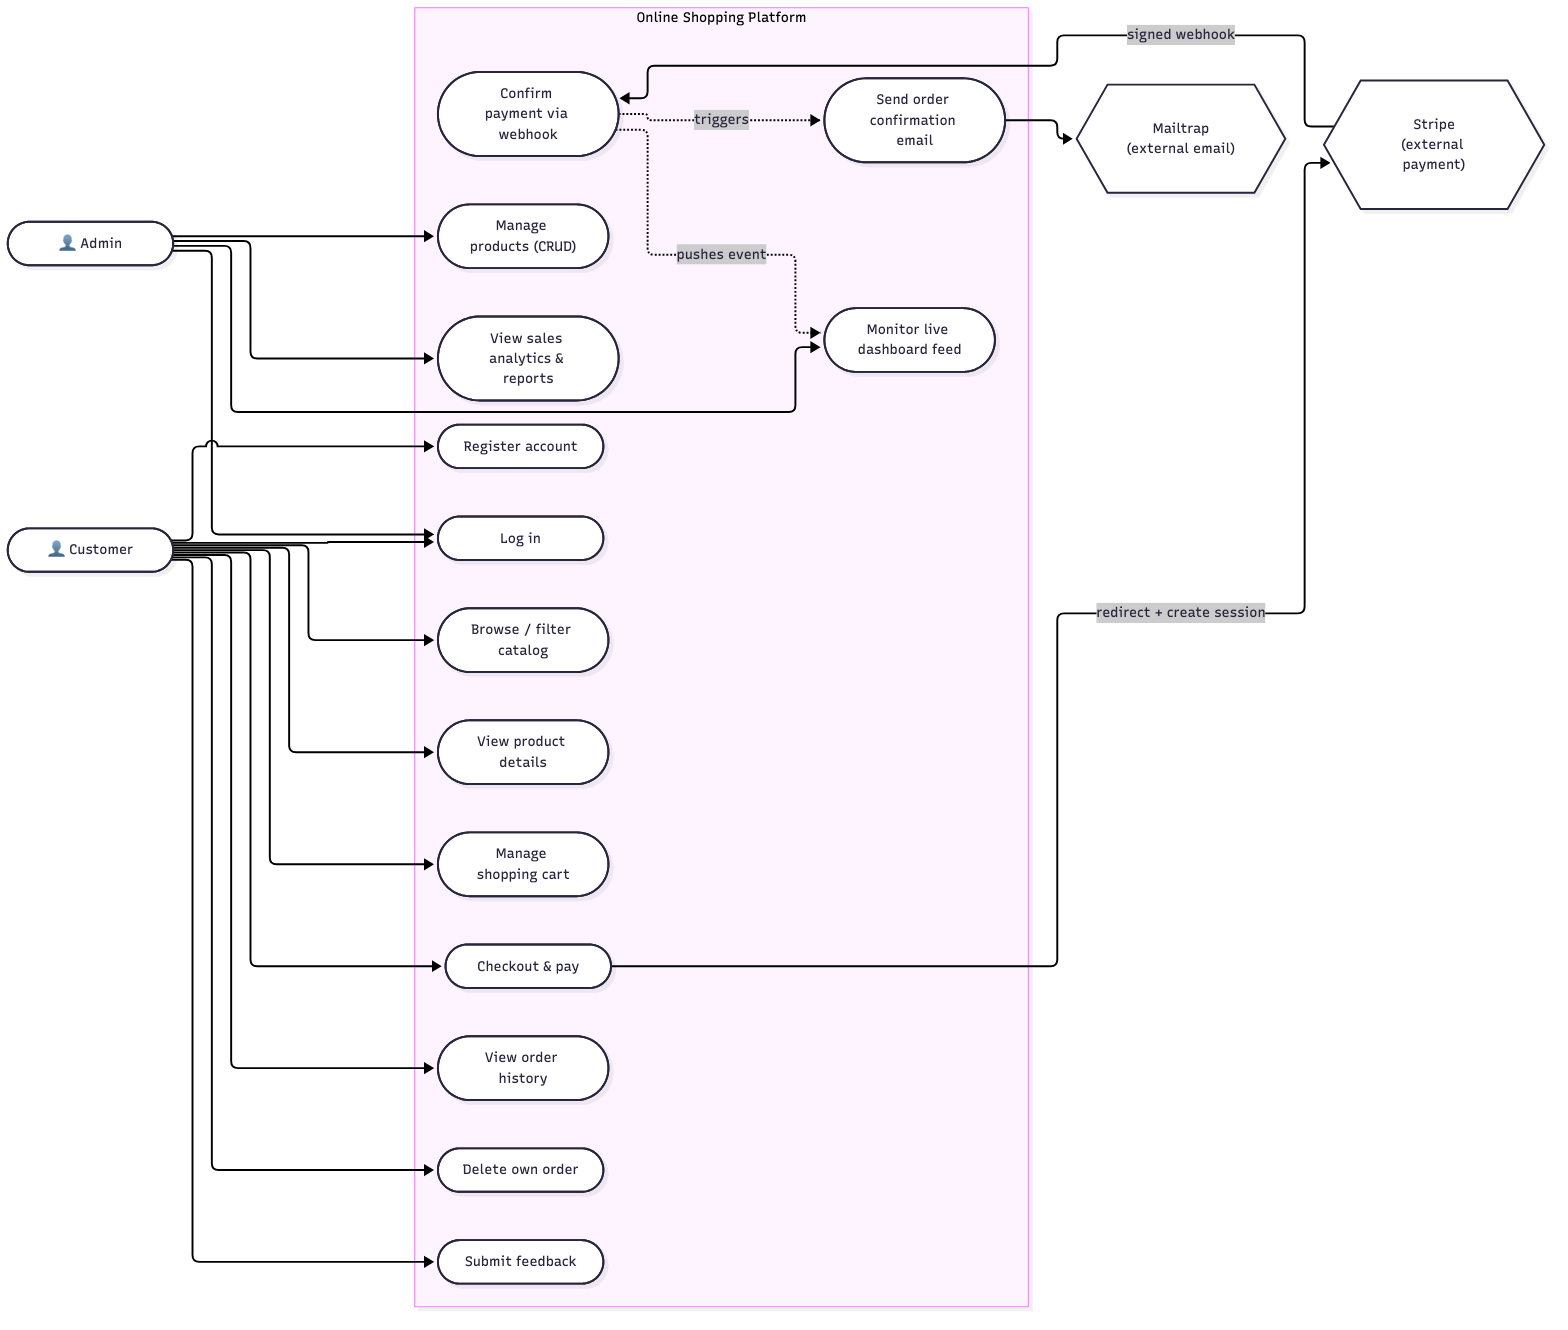 Online Shopping Platform
signed webhook
Confirm
payment via
webhook
triggers
Send order
confirmation
email
Mailtrap
(external email)
Stripe
(external
payment)
Admin
Manage
products (CRUD)
pushes event
View sales
analytics &
reports
Monitor live
dashboard feed
Register account
Customer
Log in
Browse / filter
catalog
redirect + create session
View product
details
Manage
shopping cart
Checkout & pay
View order
history
Delete own order
Submit feedback